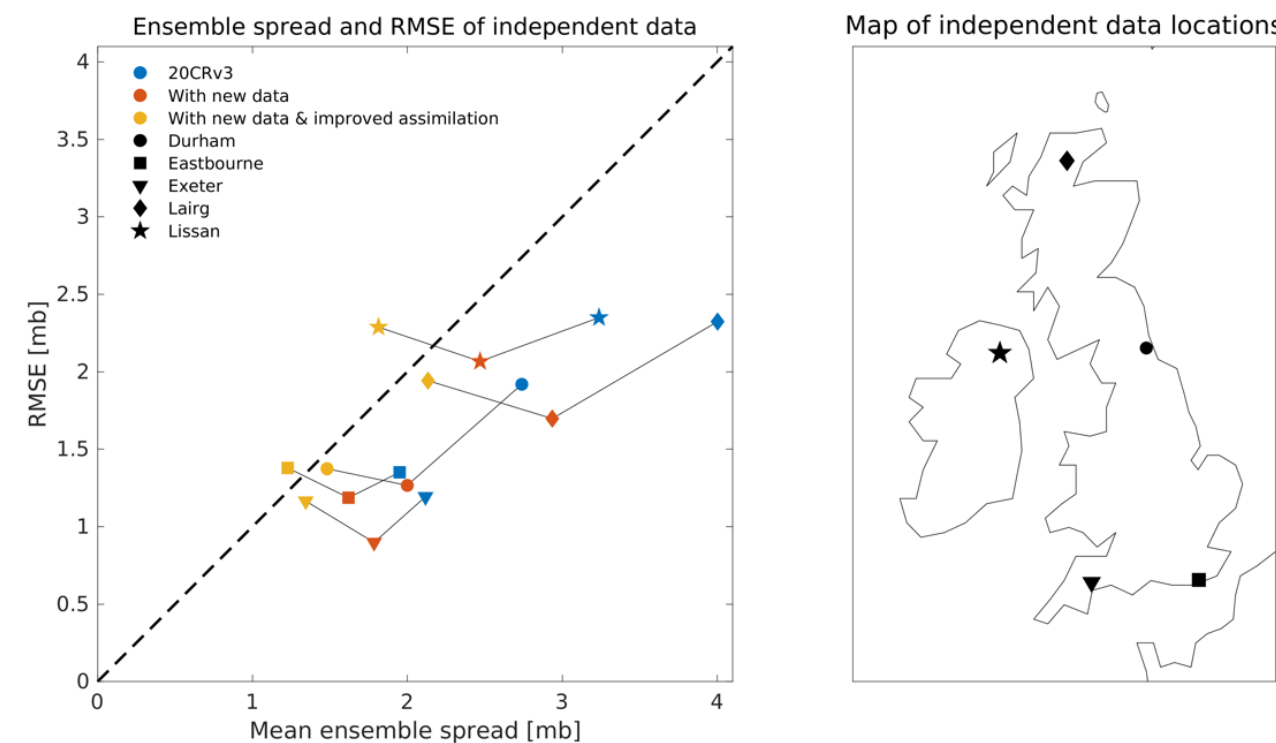 Ensemble spread and RMSE of independent data
4
3.5
3
2.5
2
1.5
1
0.5
0
RMSE [mb]
20CRv3
With new data
With new data & improved assimilation
Durham
Eastbourne
Exeter
Lairg
Lissan
0 1 2 3 4
Mean ensemble spread [mb]
Map of independent data locations